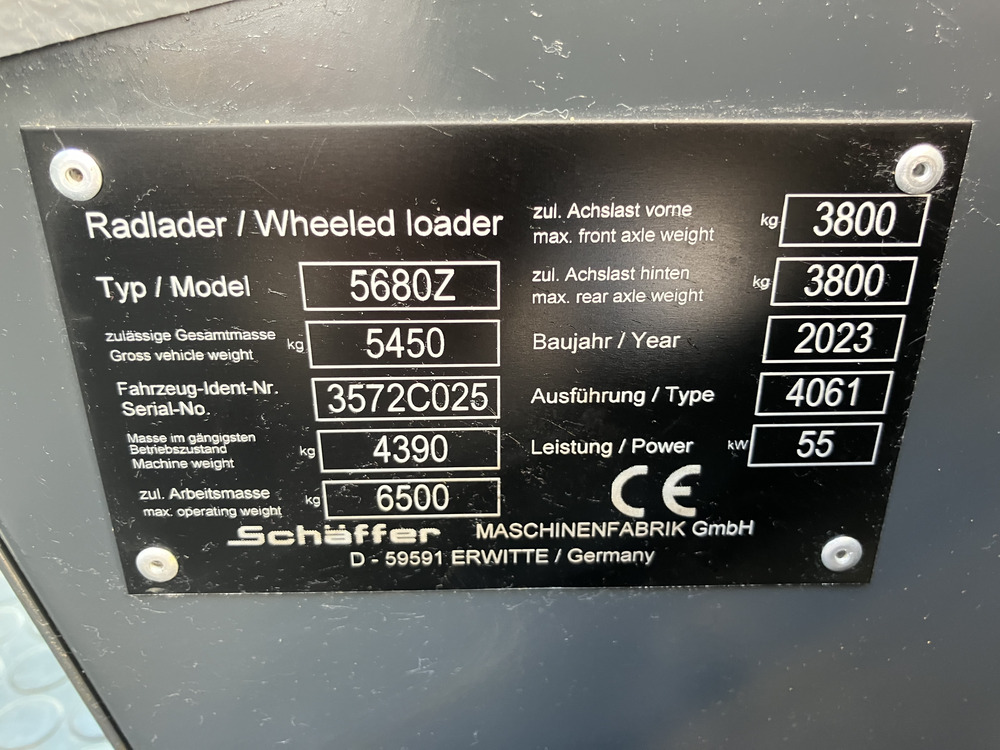 Radlader / Wheeled loader
Typ / Model 5680Z
zulässige Gesamtmasse
Gross vehicle weight kg 5450
Fahrzeug-Ident-Nr.
Serial-No. 3572C025
Masse im gängigsten
Betriebszustand
Machine weight kg 4390
zul. Arbeitsmasse
max. operating weight kg 6500
zul. Achslast vorne
max. front axle weight kg 3800
zul. Achslast hinten
max. rear axle weight kg 3800
Baujahr / Year 2023
Ausführung / Type 4061
Leistung / Power kW 55
CE
Schäffer MASCHINENFABRIK GmbH
D - 59591 ERWITTE / Germany